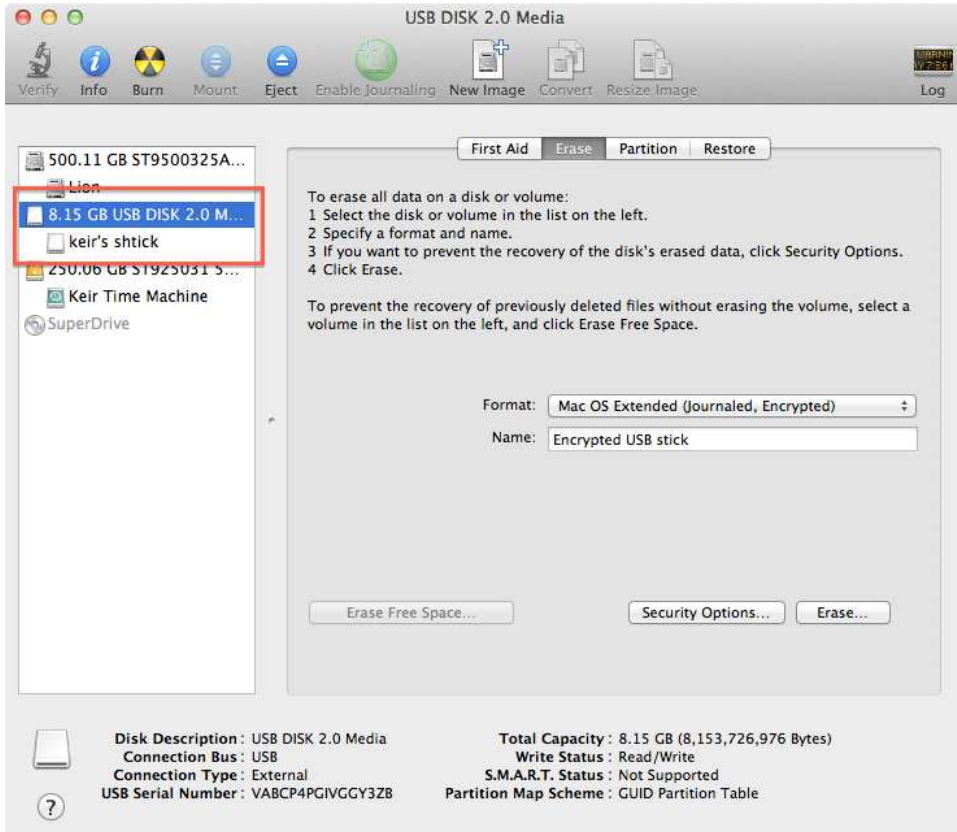 USB DISK 2.0 Media
Verify Info Burn Mount Eject Enable Journaling New Image Convert Resize Image Log
500.11 GB ST9500325A...
Lion
8.15 GB USB DISK 2.0 M...
keir's shtick
250.06 GB ST925031 5...
Keir Time Machine
SuperDrive
First Aid Erase Partition Restore
To erase all data on a disk or volume:
1 Select the disk or volume in the list on the left.
2 Specify a format and name.
3 If you want to prevent the recovery of the disk's erased data, click Security Options.
4 Click Erase.
To prevent the recovery of previously deleted files without erasing the volume, select a
volume in the list on the left, and click Erase Free Space.
Format: Mac OS Extended (Journaled, Encrypted)
Name: Encrypted USB stick
Erase Free Space... Security Options... Erase...
Disk Description : USB DISK 2.0 Media
Connection Bus : USB
Connection Type : External
USB Serial Number : VABCP4PGIVGGY3ZB
Total Capacity : 8.15 GB (8,153,726,976 Bytes)
Write Status : Read/Write
S.M.A.R.T. Status : Not Supported
Partition Map Scheme : GUID Partition Table
?